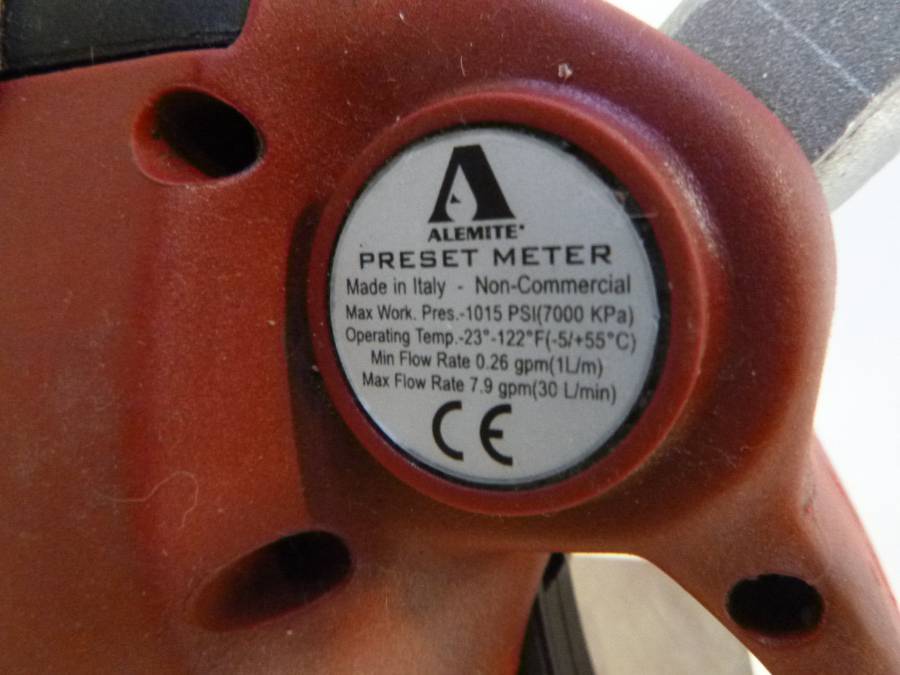 ALEMITE
PRESET METER
Made in Italy - Non-Commercial
Max Work. Pres.-1015 PSI(7000 KPa)
Operating Temp.-23°-122°F(-5/+55°C)
Min Flow Rate 0.26 gpm(1L/m)
Max Flow Rate 7.9 gpm(30 L/min)
CE